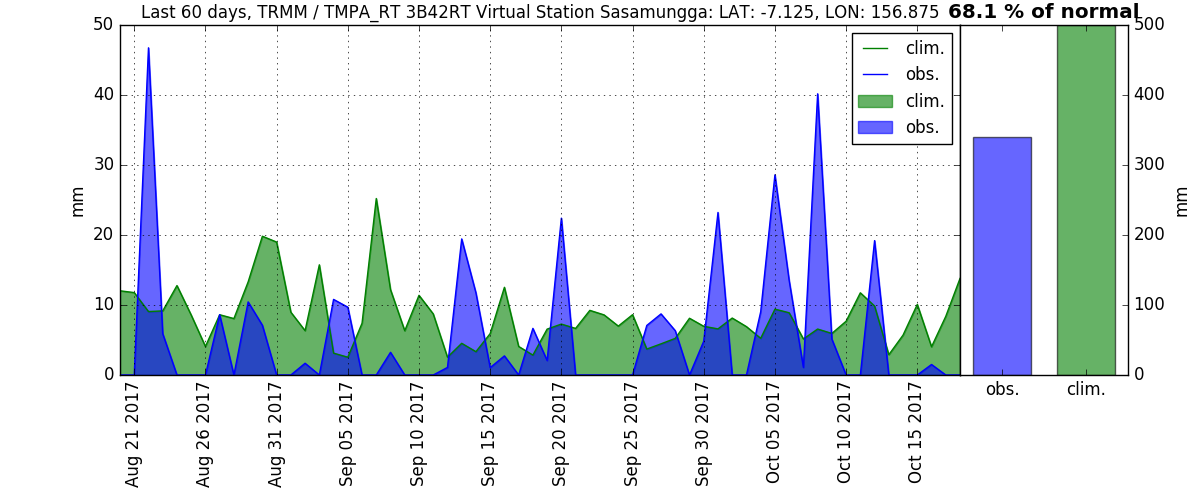 Last 60 days, TRMM / TMPA_RT 3B42RT Virtual Station Sasamungga: LAT: -7.125, LON: 156.875
68.1 % of normal
50
40
30
20
10
0
mm
clim.
obs.
clim.
obs.
500
400
300
200
100
0
mm
Aug 21 2017
Aug 26 2017
Aug 31 2017
Sep 05 2017
Sep 10 2017
Sep 15 2017
Sep 20 2017
Sep 25 2017
Sep 30 2017
Oct 05 2017
Oct 10 2017
Oct 15 2017
obs.
clim.